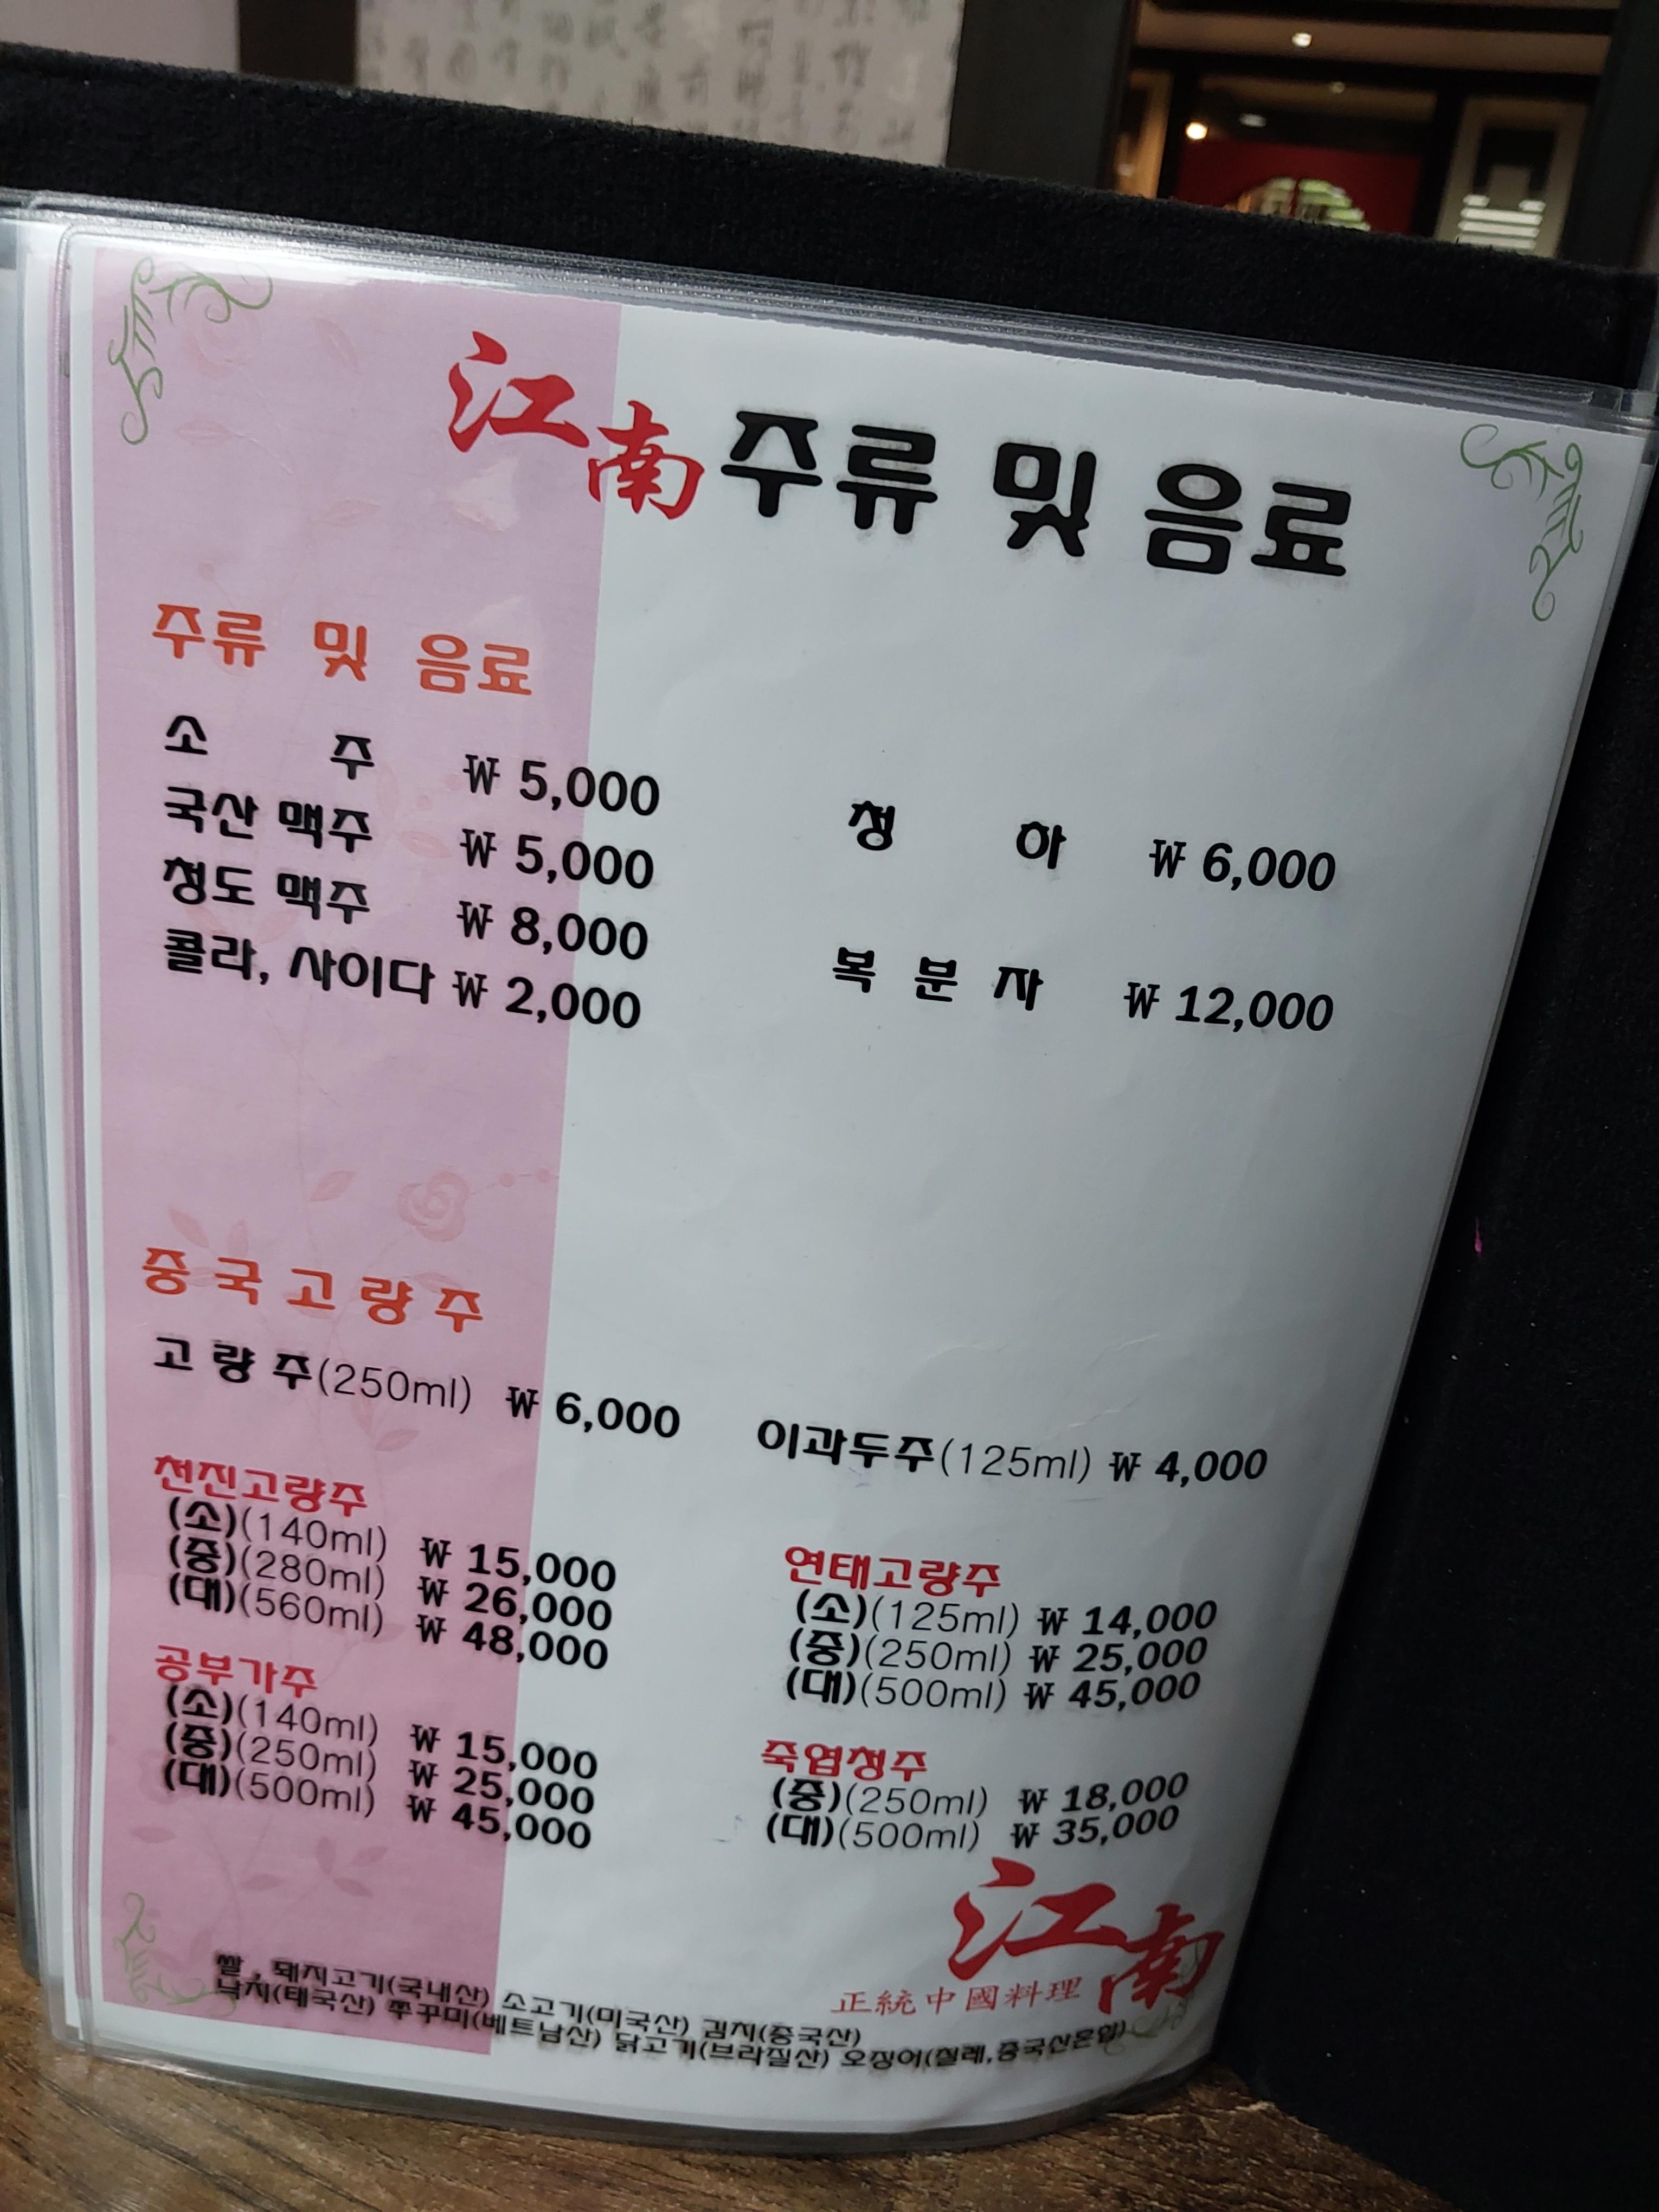 江南 주류 및 음료
주류 및 음료
소 주 ₩ 5,000
국산 맥주 ₩ 5,000
청도 맥주 ₩ 8,000
콜라, 사이다 ₩ 2,000
청 하 ₩ 6,000
복 분 자 ₩ 12,000
중국고량주
고 량 주(250ml) ₩ 6,000
이과두주(125ml) ₩ 4,000
천진고량주
(소)(140ml) ₩ 15,000
(중)(280ml) ₩ 26,000
(대)(560ml) ₩ 48,000
연태고량주
(소)(125ml) ₩ 14,000
(중)(250ml) ₩ 25,000
(대)(500ml) ₩ 45,000
공부가주
(소)(140ml) ₩ 15,000
(중)(250ml) ₩ 25,000
(대)(500ml) ₩ 45,000
죽엽청주
(중)(250ml) ₩ 18,000
(대)(500ml) ₩ 35,000
江南
正統中國料理
쌀, 돼지고기(국내산) 소고기(미국산) 김치(중국산)
낙지(태국산) 쭈꾸미(베트남산) 닭고기(브라질산) 오징어(칠레,중국산혼합)